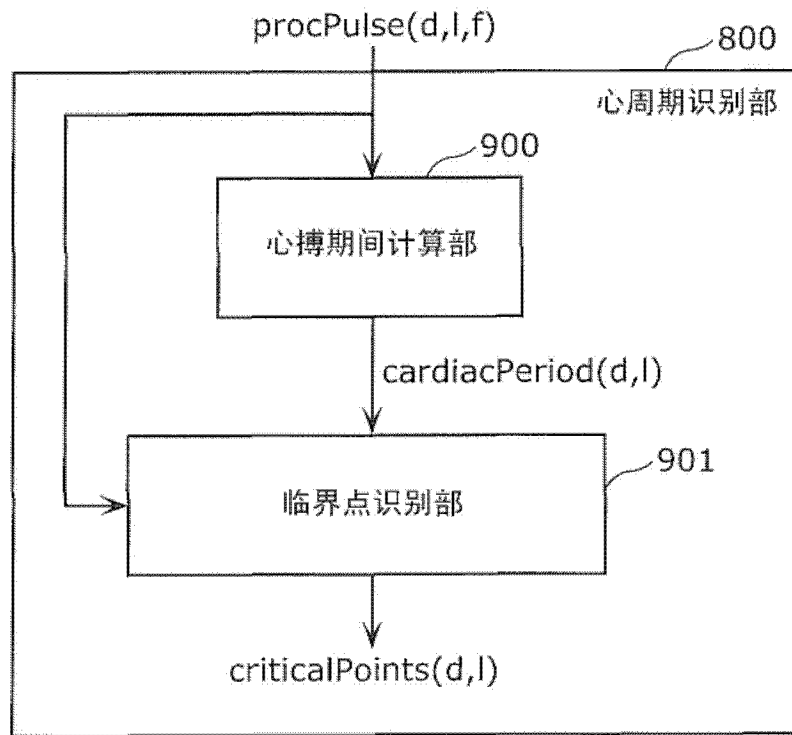 procPulse(d,l,f)
800
心周期识别部
900
心搏期间计算部
cardiacPeriod(d,l)
901
临界点识别部
criticalPoints(d,l)